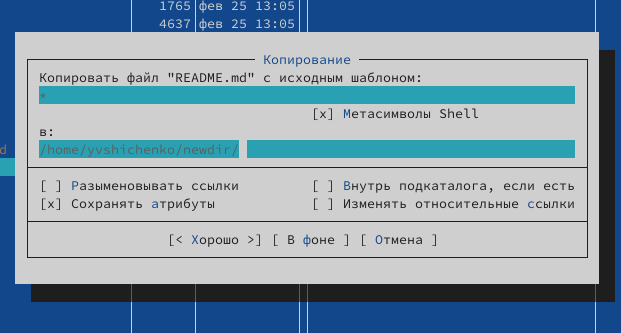 1765 фев 25 13:05
4637 фев 25 13:05
Копирование
Копировать файл "README.md" с исходным шаблоном:
*
[x] Метасимволы Shell
в:
d
/home/yvshichenko/newdir/
[ ] Разыменовывать ссылки [ ] Внутрь подкаталога, если есть
[x] Сохранять атрибуты [ ] Изменять относительные ссылки
[< Хорошо >] [ В фоне ] [ Отмена ]